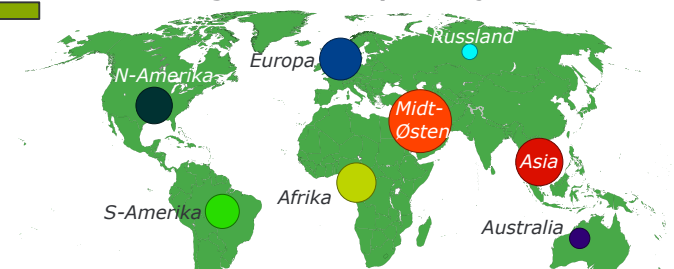 Russland
Europa
N-Amerika
Midt-
Østen
Asia
Afrika
S-Amerika
Australia